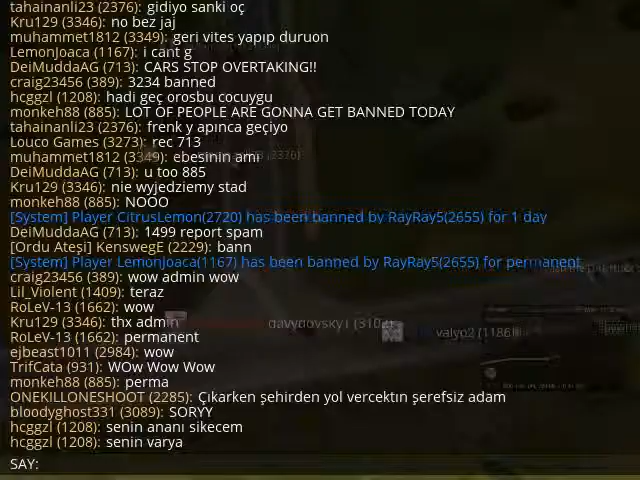 tahainanli23 (2376): gidiyo sanki oç
Kru129 (3346): no bez jaj
muhammet1812 (3349): geri vites yapıp duruon
LemonJoaca (1167): i cant g
DeiMuddaAG (713): CARS STOP OVERTAKING!!
craig23456 (389): 3234 banned
hcggzl (1208): hadi geç orosbu cocuygu
monkeh88 (885): LOT OF PEOPLE ARE GONNA GET BANNED TODAY
tahainanli23 (2376): frenk y apınca geçiyo
Louco Games (3273): rec 713
muhammet1812 (3349): ebesinin amı
DeiMuddaAG (713): u too 885
Kru129 (3346): nie wyjedziemy stad
monkeh88 (885): NOOO
[System] Player CitrusLemon(2720) has been banned by RayRay5(2655) for 1 day
DeiMuddaAG (713): 1499 report spam
[Ordu Ateşi] KenswegE (2229): bann
[System] Player LemonJoaca(1167) has been banned by RayRay5(2655) for permanent
craig23456 (389): wow admin wow
Lil_Violent (1409): teraz
RoLeV-13 (1662): wow
Kru129 (3346): thx admin
davydovsky1 (3102)
RoLeV-13 (1662): permanent
valyo2 (1186)
ejbeast1011 (2984): wow
TrifCata (931): WOw Wow Wow
monkeh88 (885): perma
ONEKILLONESHOOT (2285): Çıkarken şehirden yol vercektın şerefsiz adam
bloodyghost331 (3089): SORYY
hcggzl (1208): senin ananı sikecem
hcggzl (1208): senin varya
SAY: